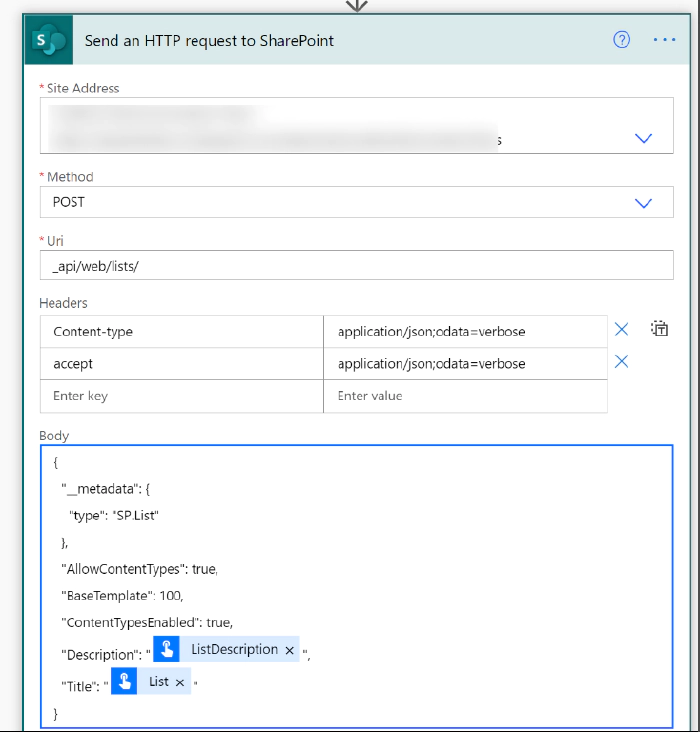 S
Send an HTTP request to SharePoint
? ...
* Site Address
s
* Method
POST
* Uri
_api/web/lists/
Headers
Content-type application/json;odata=verbose
accept application/json;odata=verbose
Enter key Enter value
Body
{
"__metadata": {
"type": "SP.List"
},
"AllowContentTypes": true,
"BaseTemplate": 100,
"ContentTypesEnabled": true,
"Description": " ListDescription × ",
"Title": " List × "
}